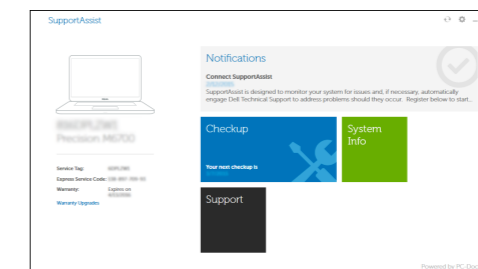 SupportAssist
Notifications
Connect SupportAssist
SupportAssist is designed to monitor your system for issues and, if necessary, automatically
engage Dell Technical Support to address problems should they occur. Register below to start...
Precision M6700
Checkup
System
Info
Your next checkup is
Service Tag:
Express Service Code:
Warranty: Expires on
Warranty Upgrades
Support
Powered by PC-Doc